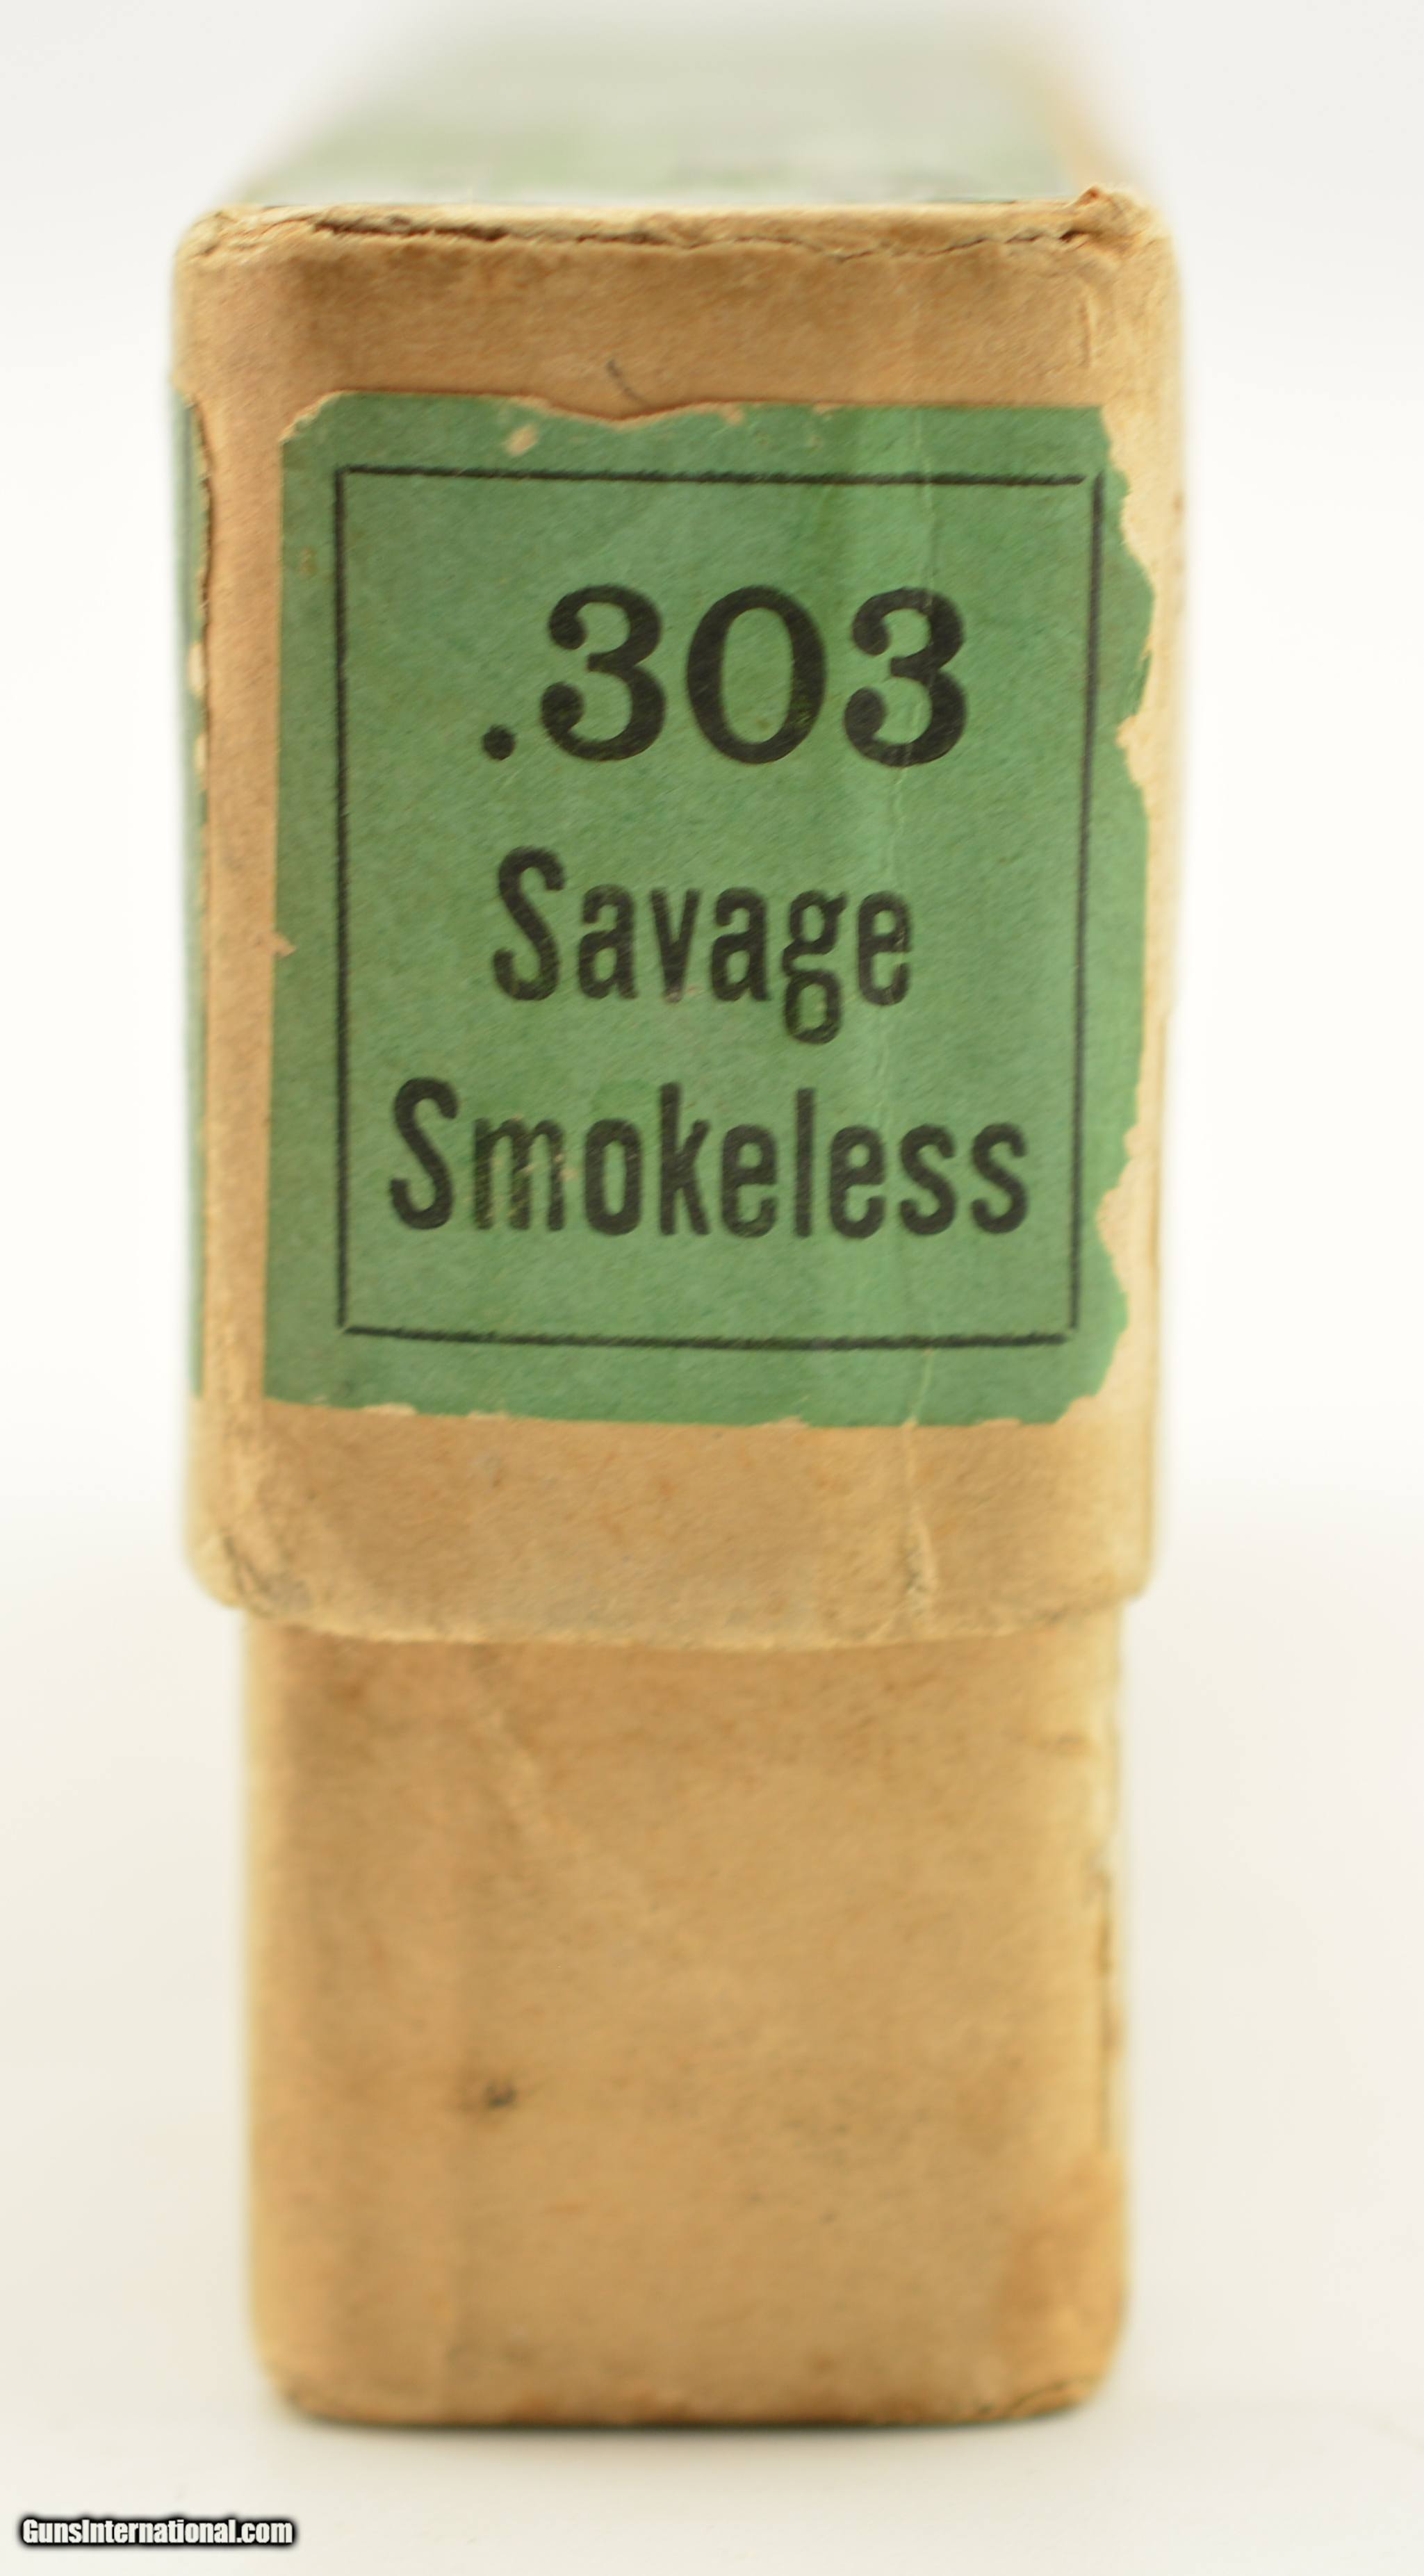 .303
Savage
Smokeless
GunsInternational.com